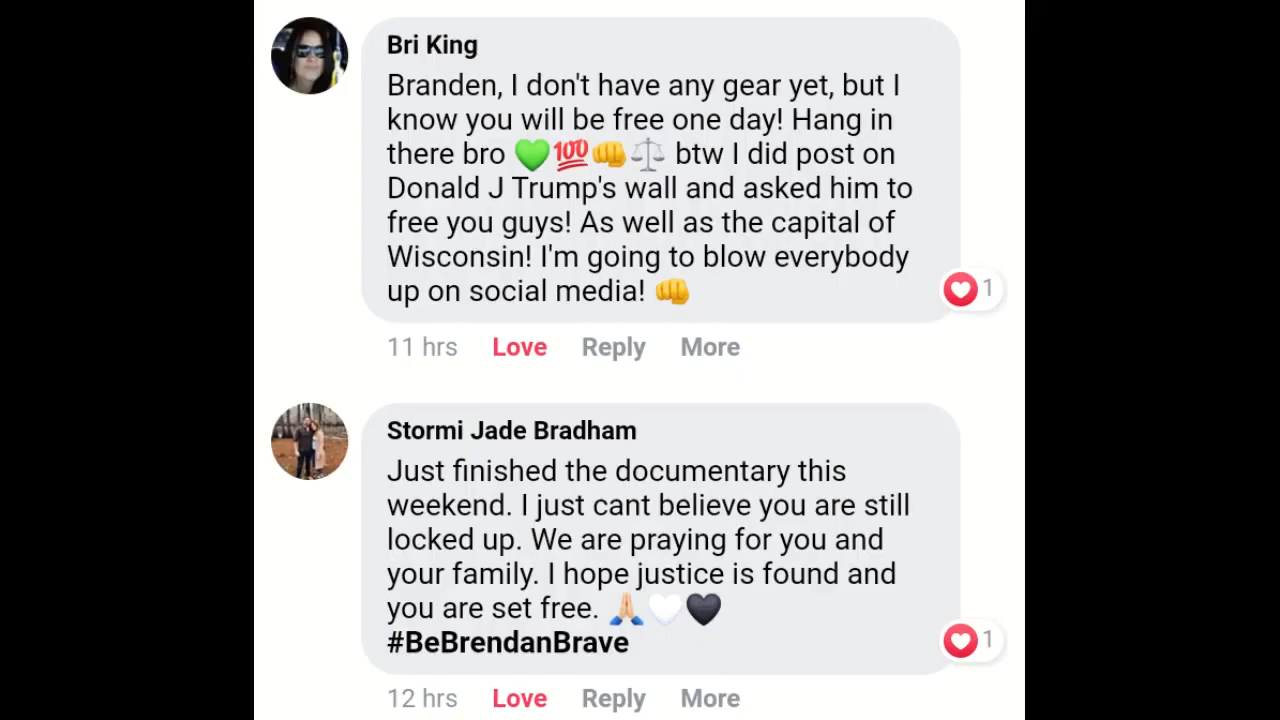 Bri King
Branden, I don't have any gear yet, but I
know you will be free one day! Hang in
there bro 💚💯👊⚖️ btw I did post on
Donald J Trump's wall and asked him to
free you guys! As well as the capital of
Wisconsin! I'm going to blow everybody
up on social media! 👊
1
11 hrs Love Reply More
Stormi Jade Bradham
Just finished the documentary this
weekend. I just cant believe you are still
locked up. We are praying for you and
your family. I hope justice is found and
you are set free. 🙏🏼🤍🖤
#BeBrendanBrave
1
12 hrs Love Reply More